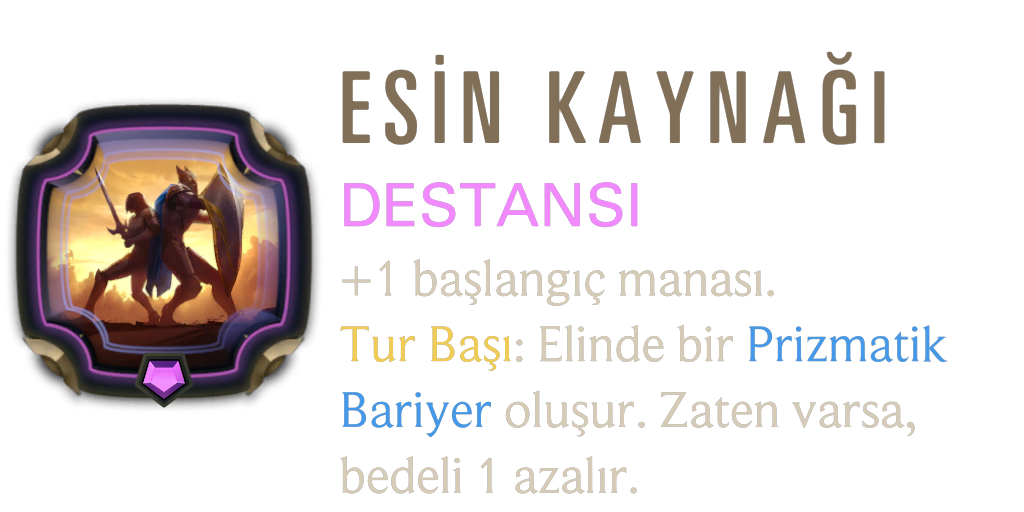 ESİN KAYNAĞI
DESTANSI
+1 başlangıç manası.
Tur Başı: Elinde bir Prizmatik
Bariyer oluşur. Zaten varsa,
bedeli 1 azalır.